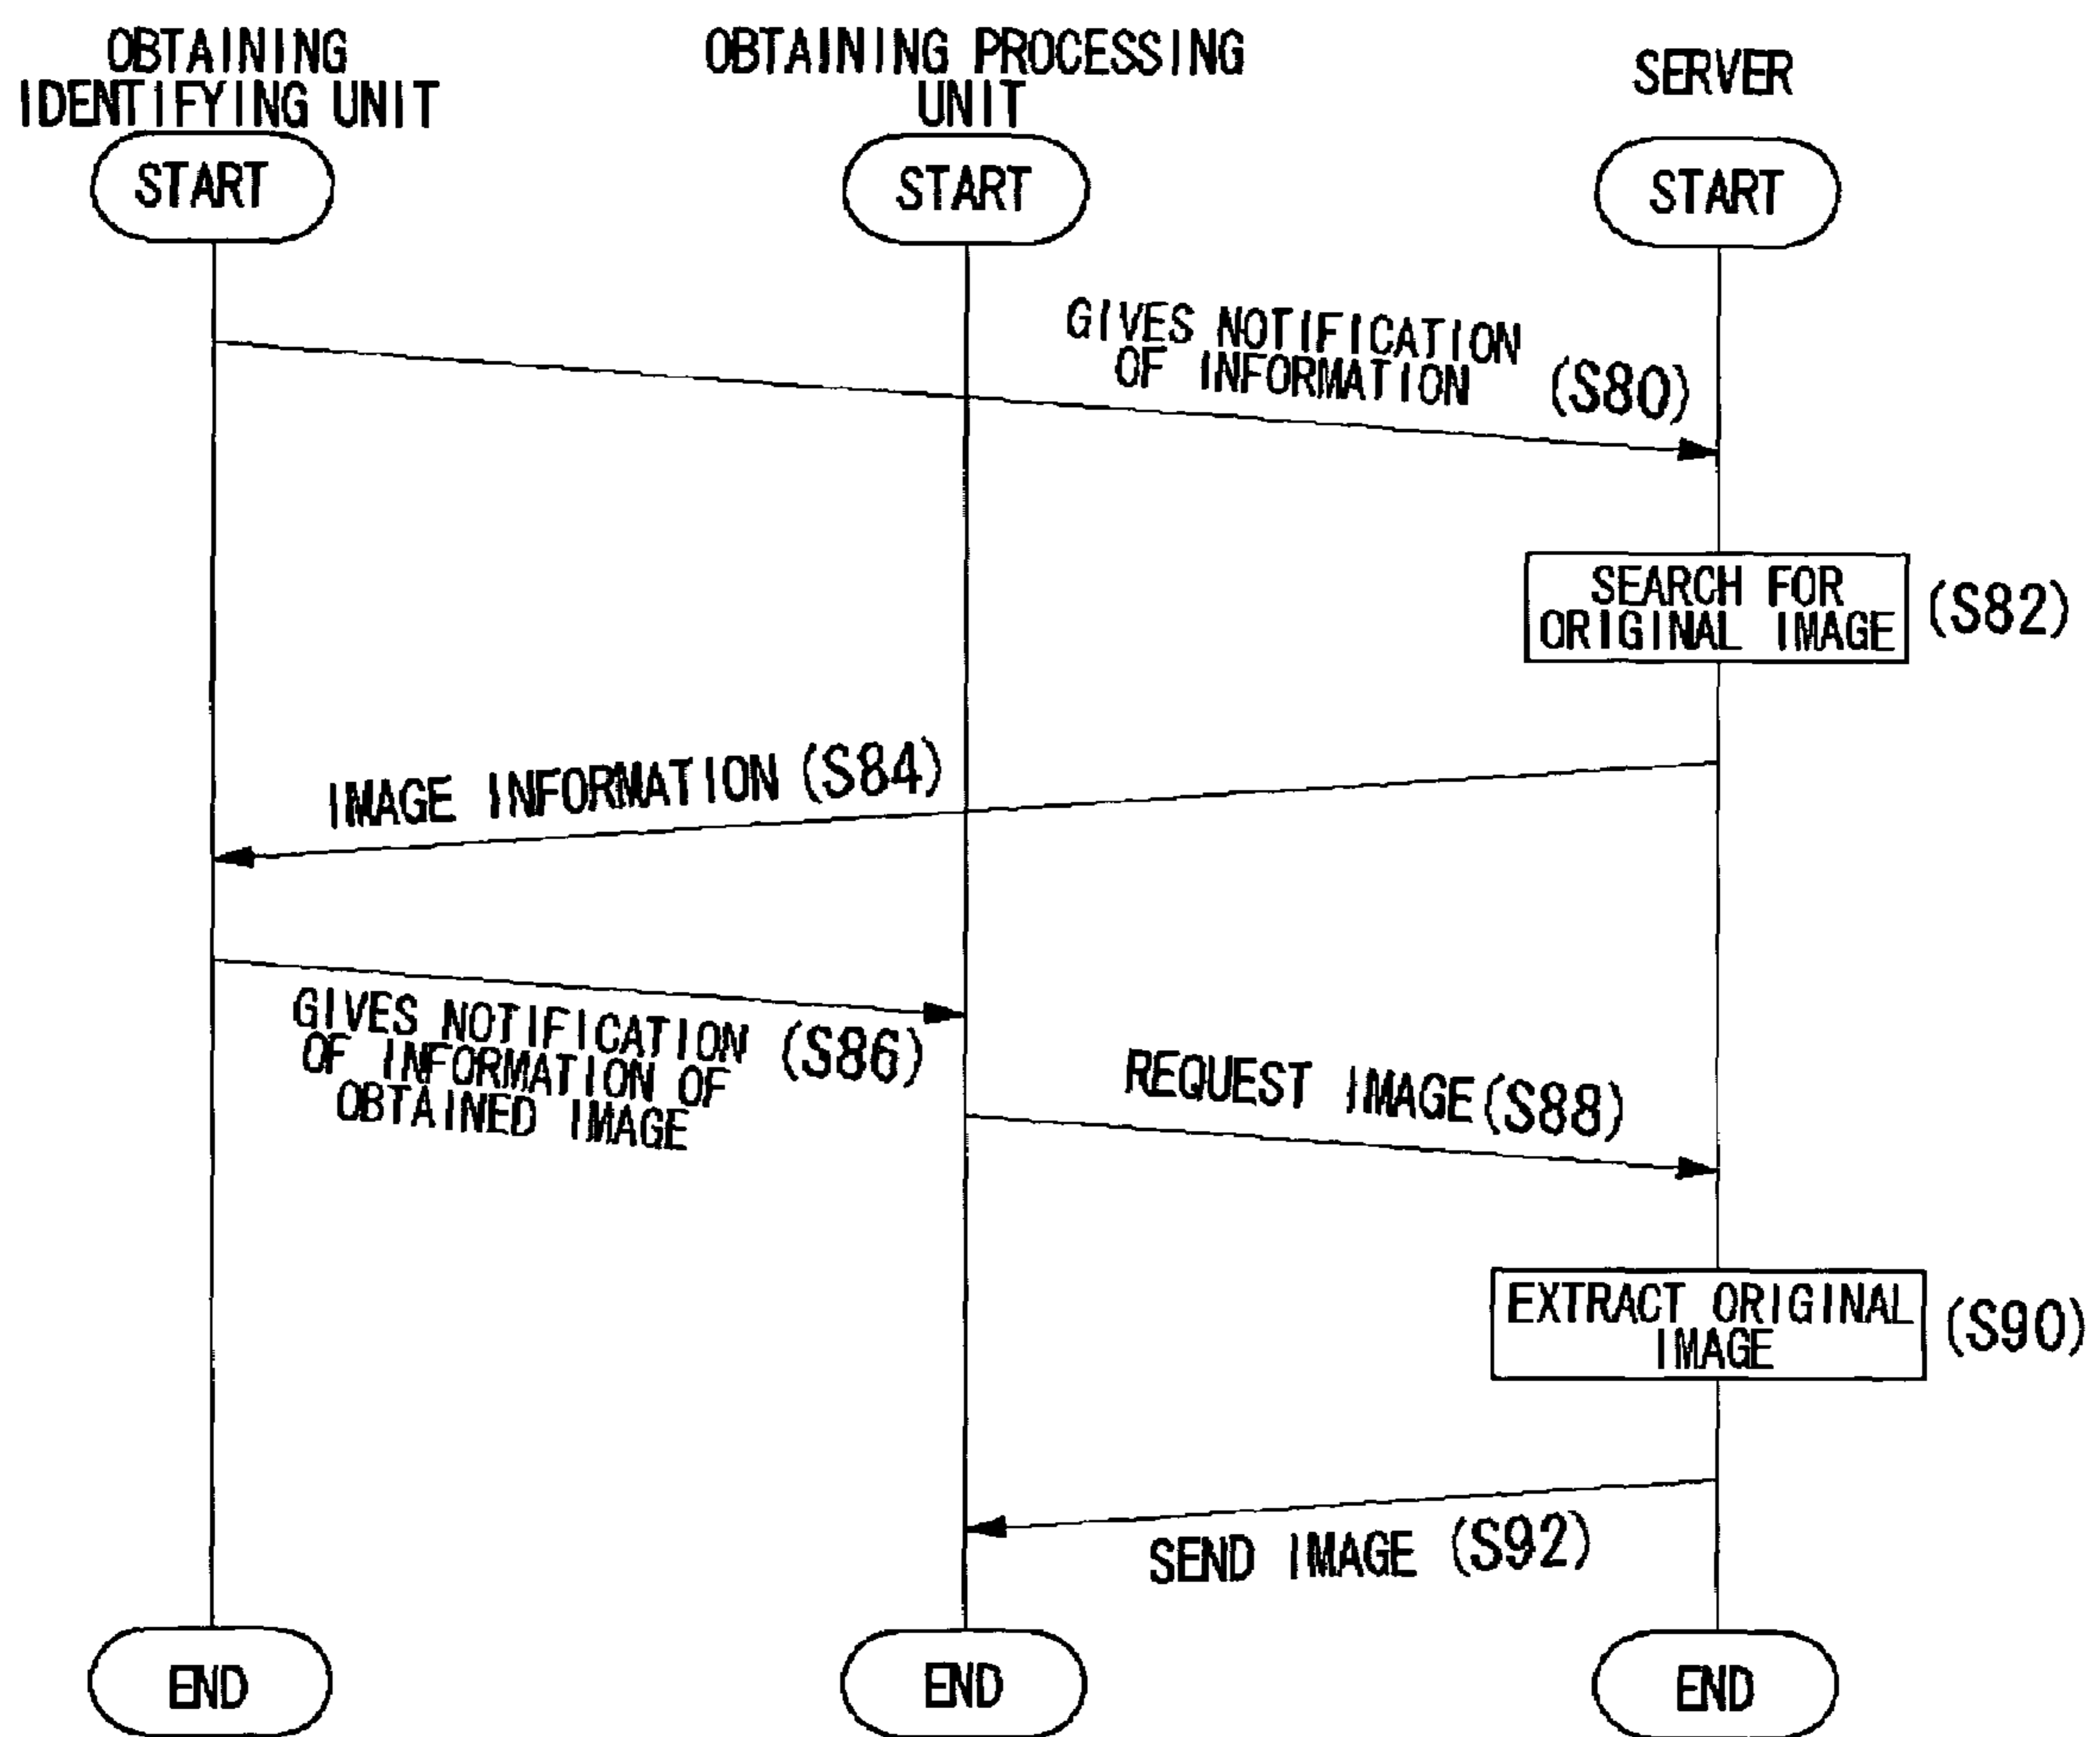 OBTAINING
IDENTIFYING UNIT
OBTAINING PROCESSING
UNIT
SERVER
START
START
START
GIVES NOTIFICATION
OF INFORMATION (S80)
SEARCH FOR
ORIGINAL IMAGE
(S82)
IMAGE INFORMATION (S84)
GIVES NOTIFICATION
OF INFORMATION OF
OBTAINED IMAGE
(S86)
REQUEST IMAGE (S88)
EXTRACT ORIGINAL
IMAGE
(S90)
SEND IMAGE (S92)
END
END
END